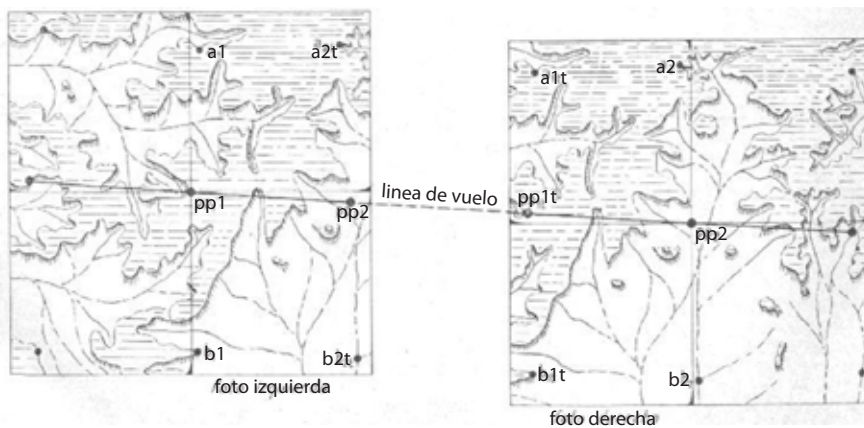 a1
a2t
pp1
pp2
b1
b2t
foto izquierda
linea de vuelo
a1t
a2
pp1t
pp2
b1t
b2
foto derecha